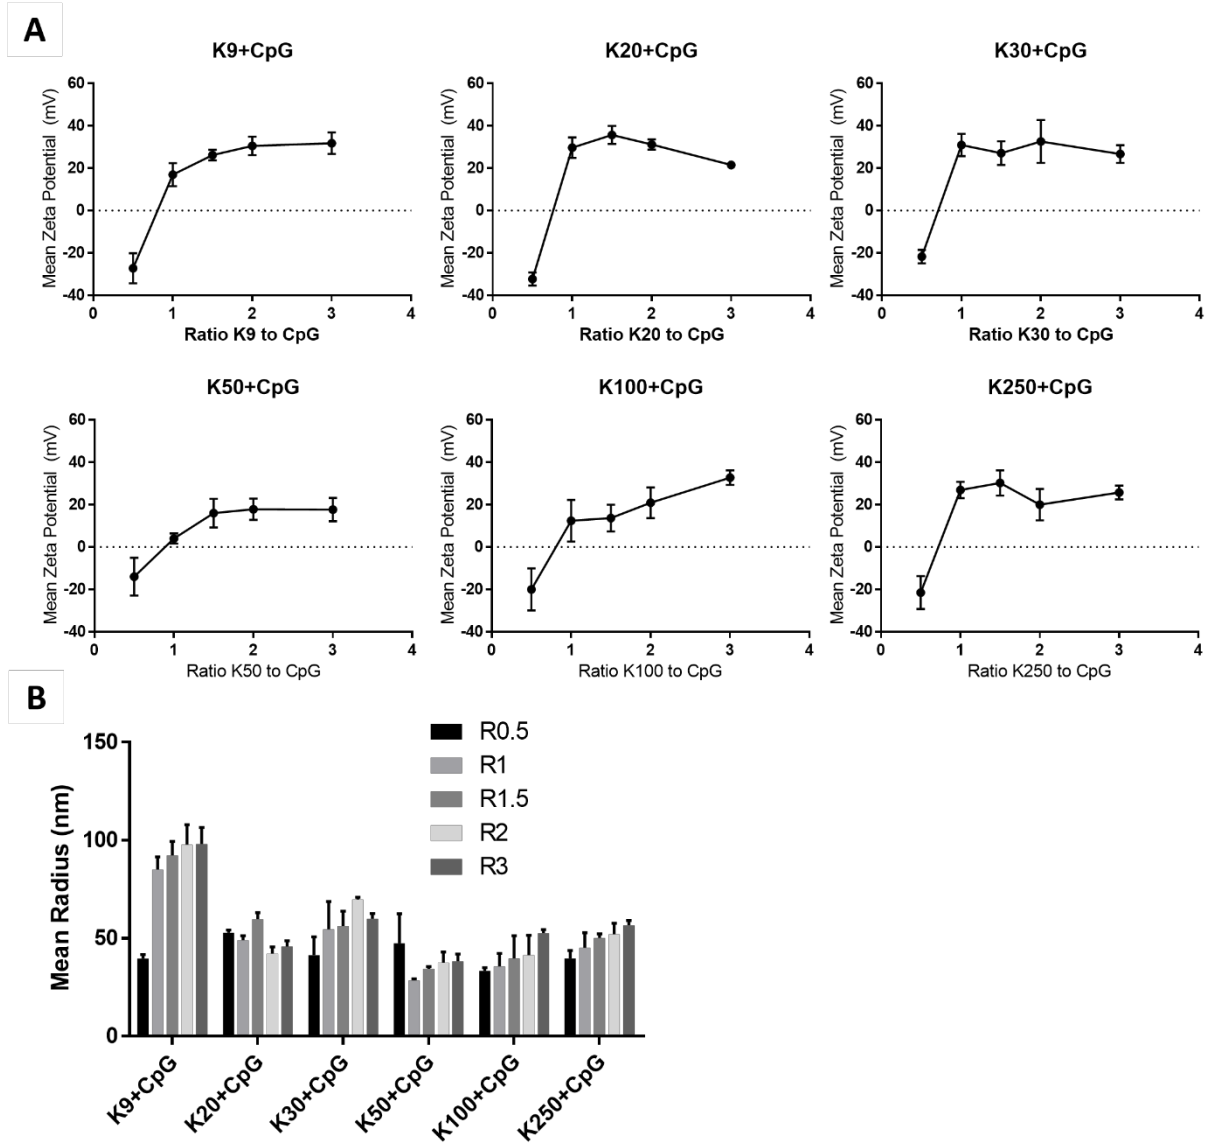 A
K9+CpG
Mean Zeta Potential (mV)
60
40
20
0
-20
-40
0 1 2 3 4
Ratio K9 to CpG
K20+CpG
Mean Zeta Potential (mV)
60
40
20
0
-20
-40
0 1 2 3 4
Ratio K20 to CpG
K30+CpG
Mean Zeta Potential (mV)
60
40
20
0
-20
-40
0 1 2 3 4
Ratio K30 to CpG
K50+CpG
Mean Zeta Potential (mV)
60
40
20
0
-20
-40
0 1 2 3 4
Ratio K50 to CpG
K100+CpG
Mean Zeta Potential (mV)
60
40
20
0
-20
-40
0 1 2 3 4
Ratio K100 to CpG
K250+CpG
Mean Zeta Potential (mV)
60
40
20
0
-20
-40
0 1 2 3 4
Ratio K250 to CpG
B
Mean Radius (nm)
150
100
50
0
R0.5
R1
R1.5
R2
R3
K9+CpG
K20+CpG
K30+CpG
K50+CpG
K100+CpG
K250+CpG